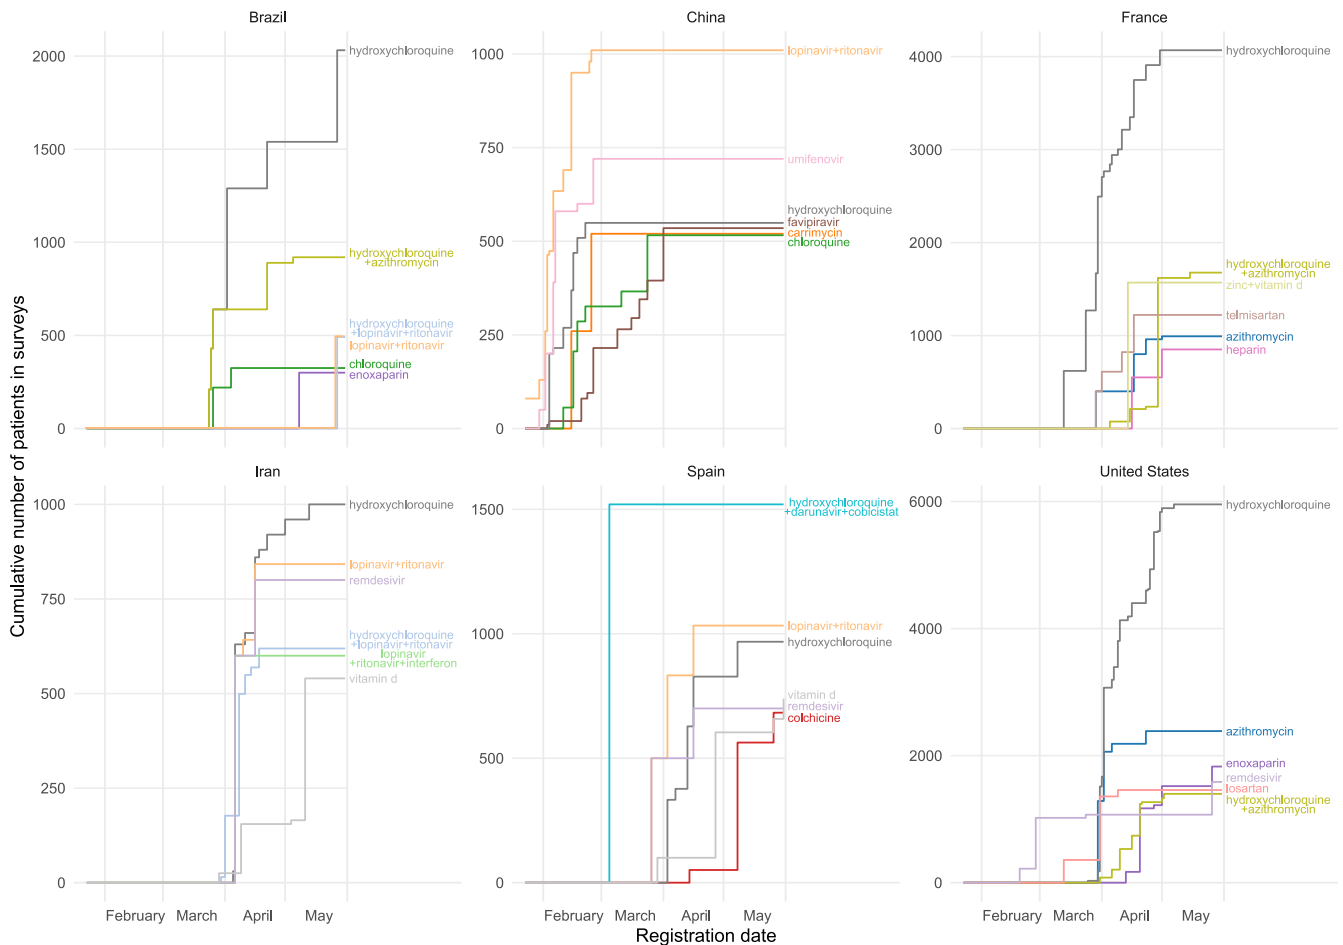 Brazil
China
France
2000
1500
1000
500
0
hydroxychloroquine
hydroxychloroquine
+azithromycin
hydroxychloroquine
+lopinavir+ritonavir
lopinavir+ritonavir
chloroquine
enoxaparin
1000
750
500
250
0
lopinavir+ritonavir
umifenovir
hydroxychloroquine
favipiravir
carrimycin
chloroquine
4000
3000
2000
1000
0
hydroxychloroquine
hydroxychloroquine
+azithromycin
zinc+vitamin d
telmisartan
azithromycin
heparin
Cumulative number of patients in surveys
Iran
Spain
United States
1000
750
500
250
0
hydroxychloroquine
lopinavir+ritonavir
remdesivir
hydroxychloroquine
+lopinavir+ritonavir
lopinavir
+ritonavir+interferon
vitamin d
1500
1000
500
0
hydroxychloroquine
+darunavir+cobicistat
lopinavir+ritonavir
hydroxychloroquine
vitamin d
remdesivir
colchicine
6000
4000
2000
0
hydroxychloroquine
azithromycin
enoxaparin
remdesivir
losartan
hydroxychloroquine
+azithromycin
February March April May
February March April May
February March April May
Registration date